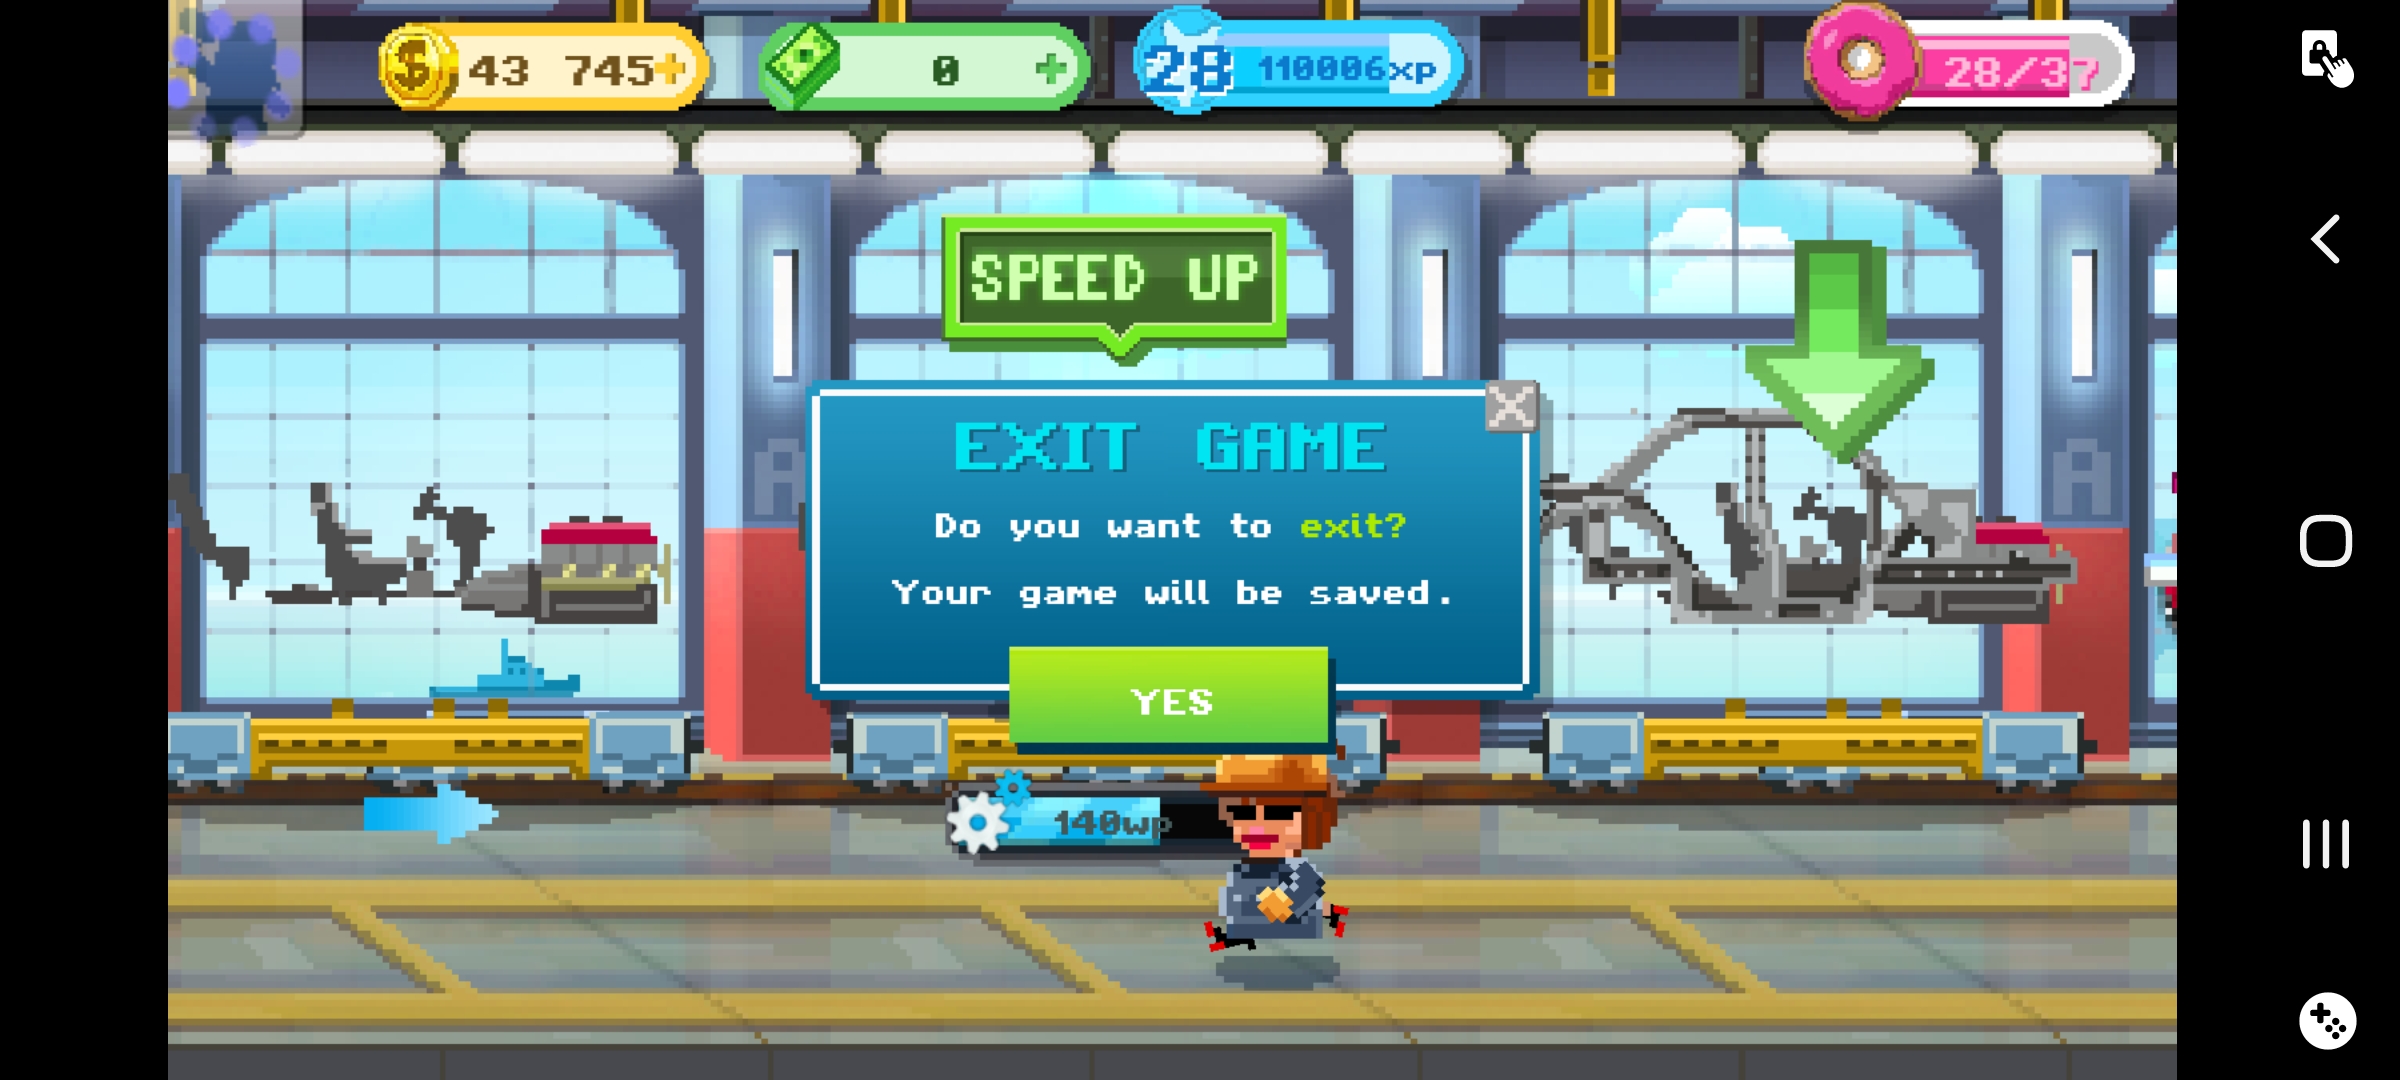 43 745+
0 +
28 110006xp
28/37
SPEED UP
A A
EXIT GAME
Do you want to exit?
Your game will be saved.
YES
140wp